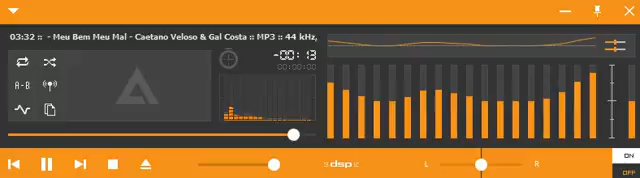 03:32 :: - Meu Bem Meu Mal - Caetano Veloso & Gal Costa :: MP3 :: 44 kHz,
-00:13
00:00:00
A-B
dsp
L
R
ON
OFF